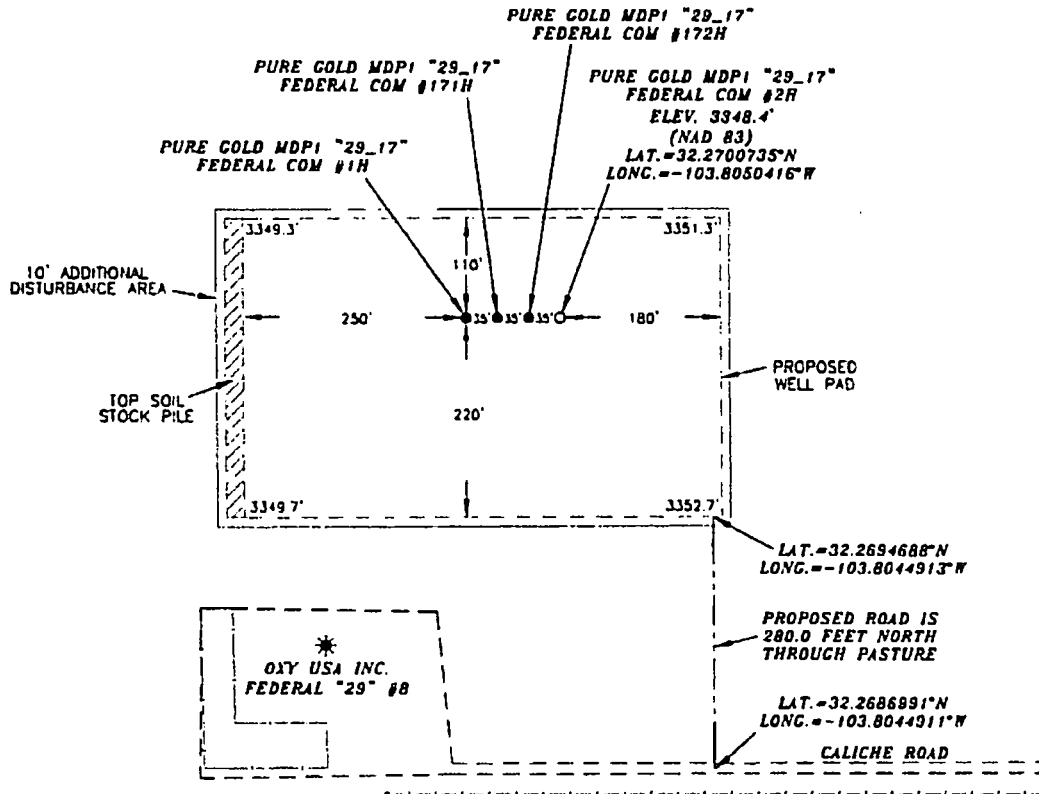 PURE GOLD MDP1 "29_17"
FEDERAL COM #172H
PURE GOLD MDP1 "29_17"
FEDERAL COM #171H
PURE GOLD MDP1 "29_17"
FEDERAL COM #2H
ELEV. 3348.4'
(NAD 83)
LAT.=32.2700735°N
LONG.=-103.8050416°W
PURE GOLD MDP1 "29_17"
FEDERAL COM #1H
3349.3'
3351.3'
110'
10' ADDITIONAL
DISTURBANCE AREA
250'
35'
35'
35'
180'
PROPOSED
WELL PAD
TOP SOIL
STOCK PILE
220'
3349.7'
3352.7'
LAT.=32.2694688°N
LONG.=-103.8044913°W
PROPOSED ROAD IS
280.0 FEET NORTH
THROUGH PASTURE
OXY USA INC.
FEDERAL "29" #8
LAT.=32.2686991°N
LONG.=-103.8044911°W
CALICHE ROAD